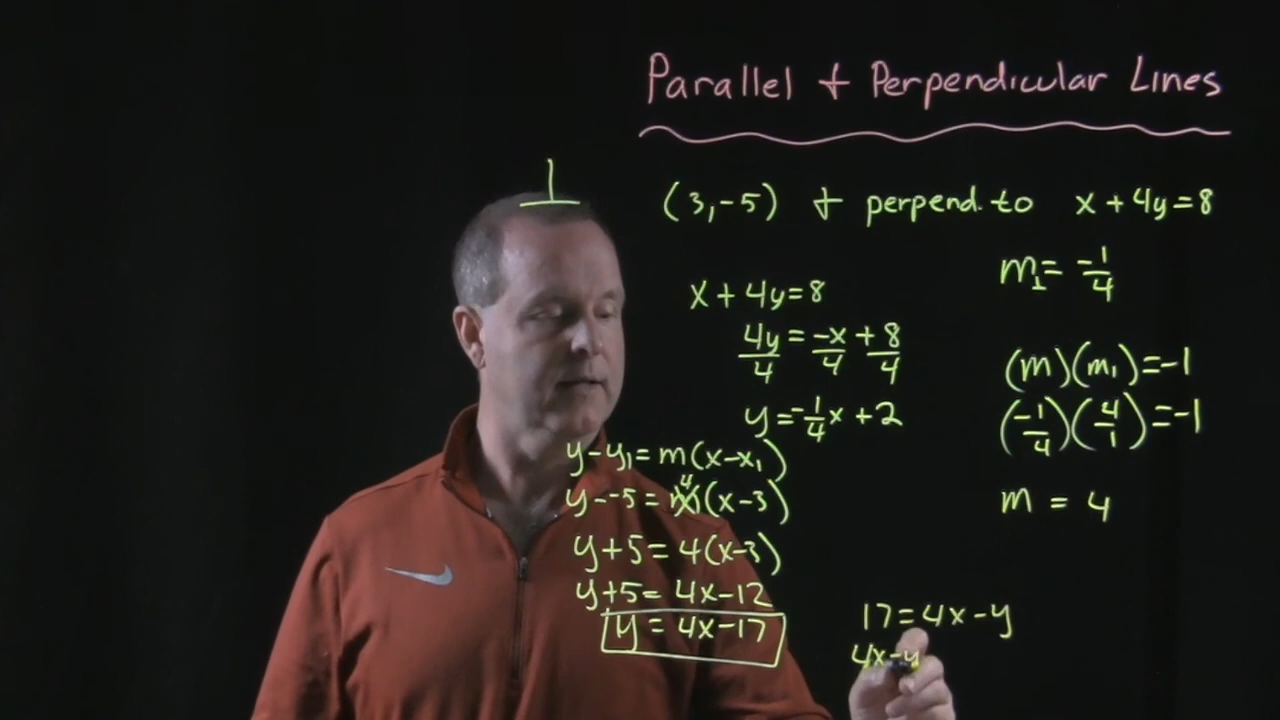 Parallel + Perpendicular Lines
⊥
(3,-5) + perpend. to x + 4y = 8
m⊥ = -1/4
x + 4y = 8
4y/4 = -x/4 + 8/4
y = -1/4x + 2
(m)(m₁) = -1
(-1/4)(4/1) = -1
m = 4
y - y₁ = m(x - x₁)
y - -5 = 4(x - 3)
y + 5 = 4(x - 3)
y + 5 = 4x - 12
y = 4x - 17
17 = 4x - y
4x - y